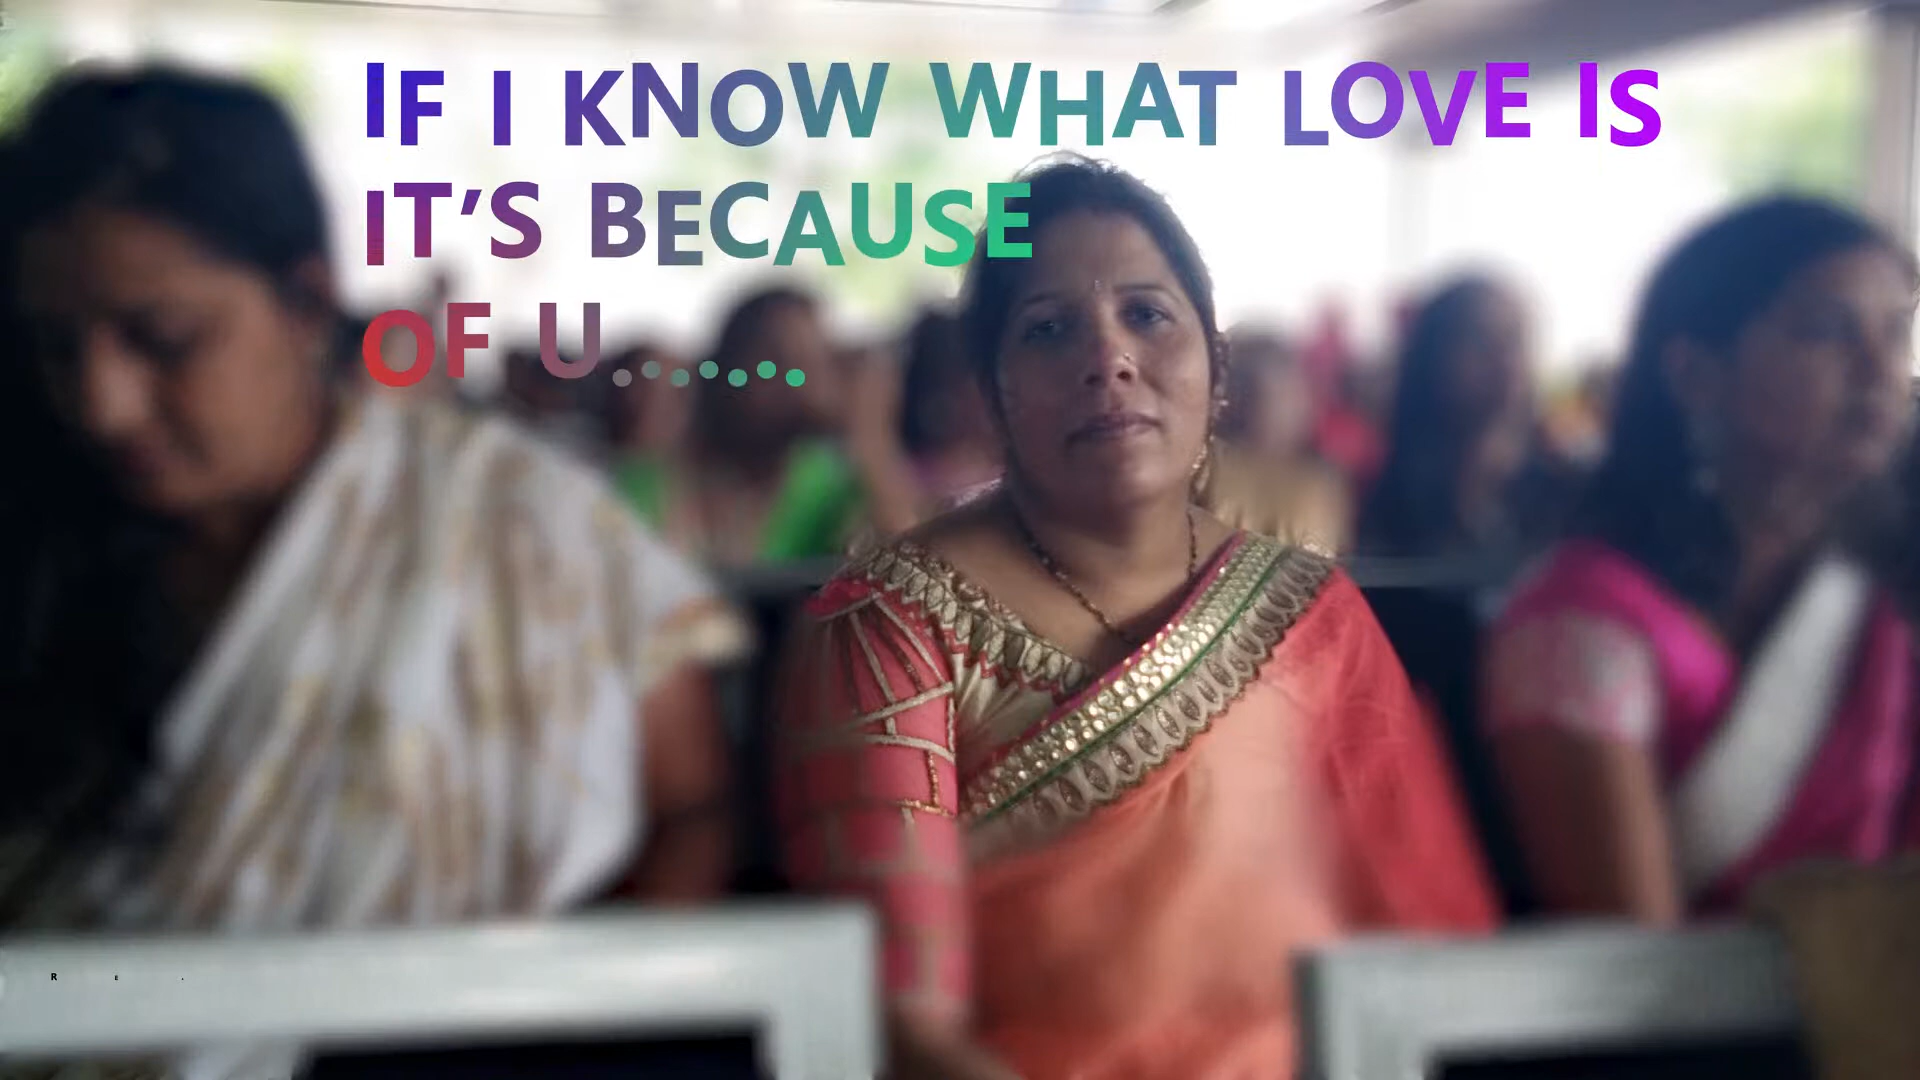 IF I KNOW WHAT LOVE IS
IT’S BECAUSE
OF U.......
R E .